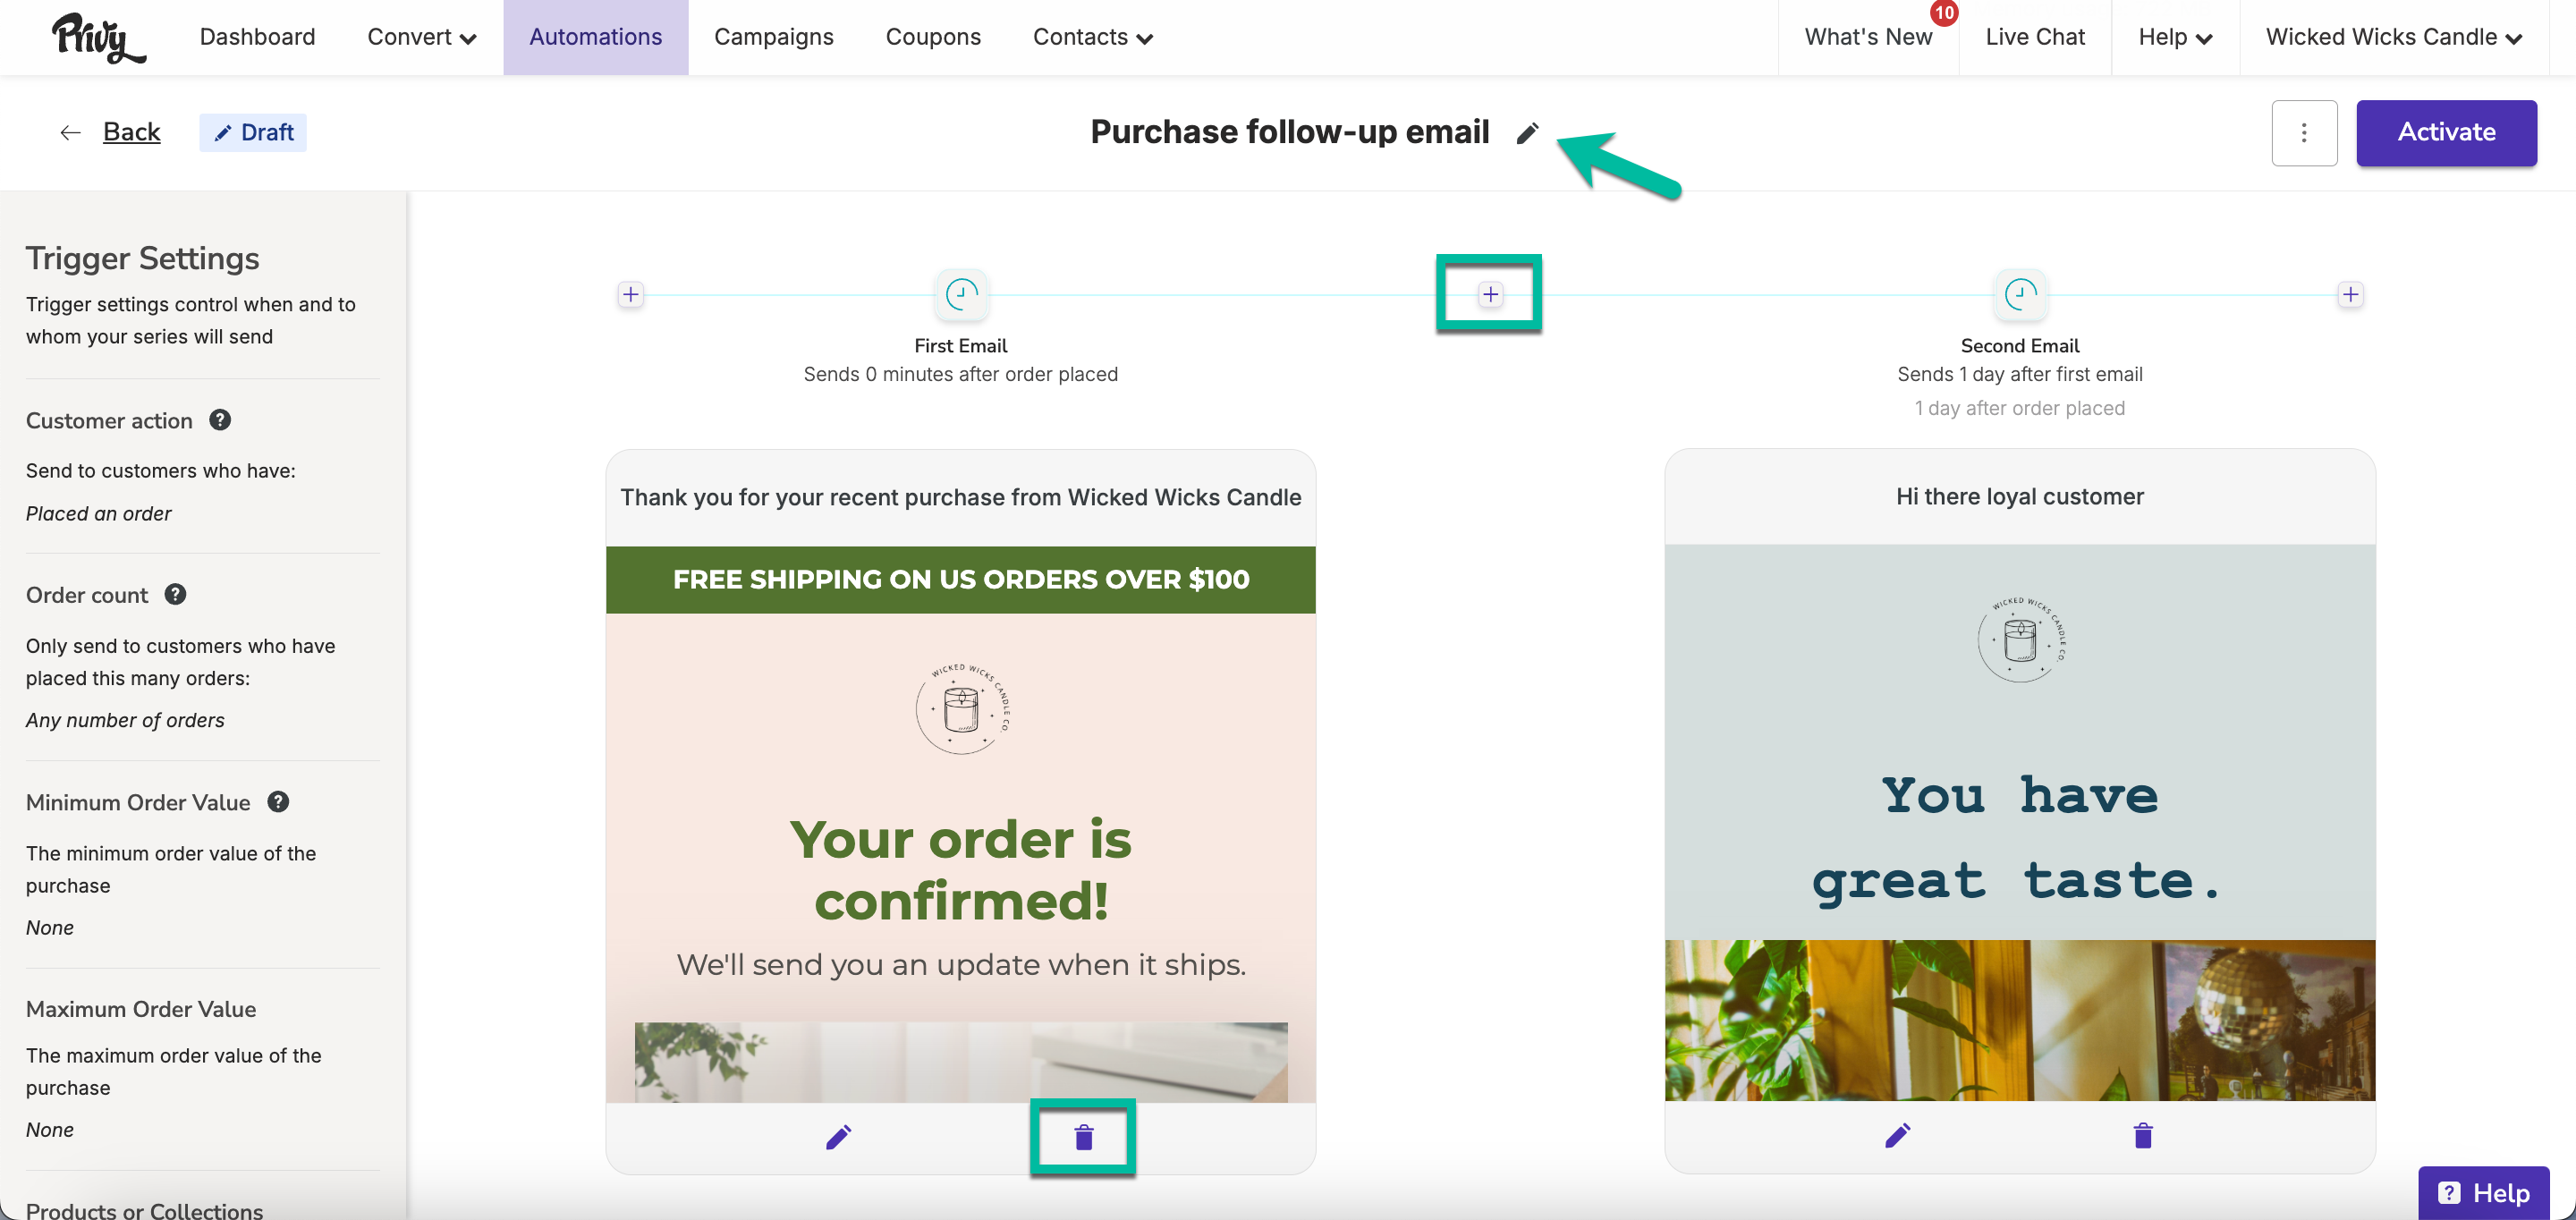 Privy
Dashboard
Convert
Automations
Campaigns
Coupons
Contacts
What's New
10
Live Chat
Help
Wicked Wicks Candle
Back
Draft
Purchase follow-up email
Activate
Trigger Settings
Trigger settings control when and to
whom your series will send
Customer action ?
Send to customers who have:
Placed an order
Order count ?
Only send to customers who have
placed this many orders:
Any number of orders
Minimum Order Value ?
The minimum order value of the
purchase
None
Maximum Order Value
The maximum order value of the
purchase
None
Products or Collections
First Email
Sends 0 minutes after order placed
Thank you for your recent purchase from Wicked Wicks Candle
FREE SHIPPING ON US ORDERS OVER $100
WICKED WICKS CANDLE CO.
Your order is
confirmed!
We'll send you an update when it ships.
Second Email
Sends 1 day after first email
1 day after order placed
Hi there loyal customer
WICKED WICKS CANDLE CO.
You have
great taste.
? Help